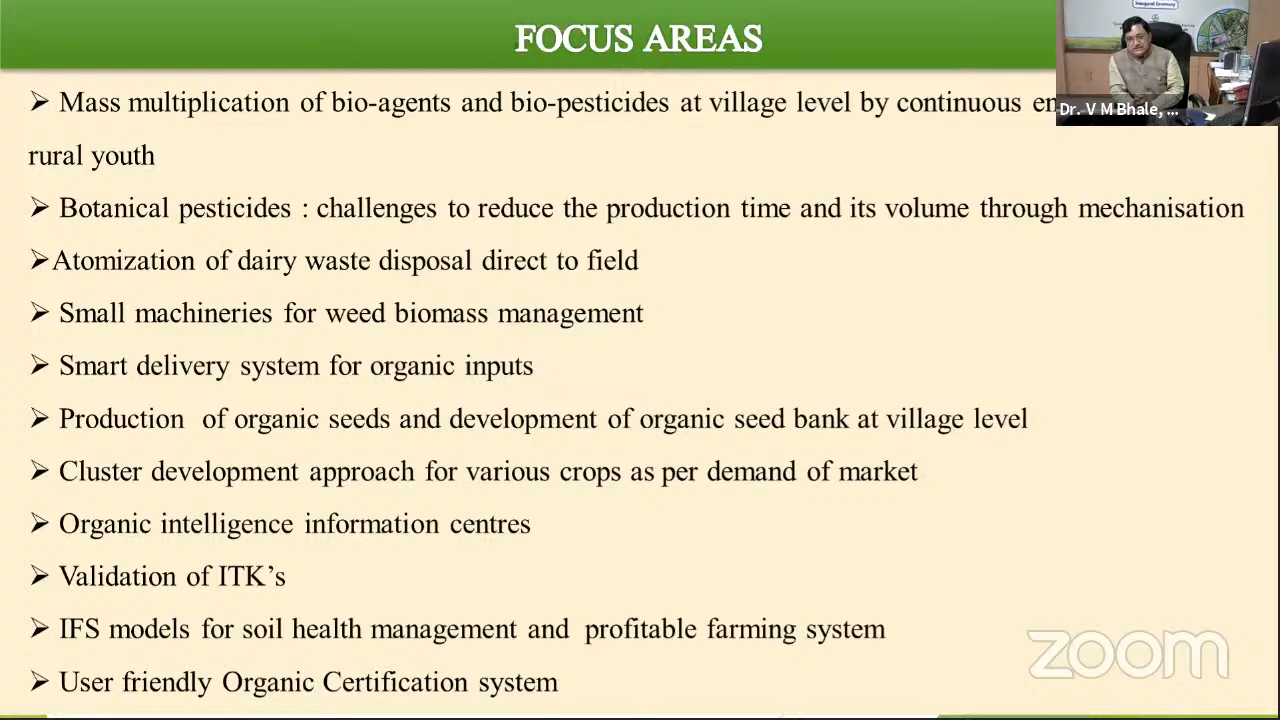 FOCUS AREAS
Inaugural Ceremony
Dr. V M Bhale, ...
➢ Mass multiplication of bio-agents and bio-pesticides at village level by continuous
rural youth
➢ Botanical pesticides : challenges to reduce the production time and its volume through mechanisation
➢Atomization of dairy waste disposal direct to field
➢ Small machineries for weed biomass management
➢ Smart delivery system for organic inputs
➢ Production of organic seeds and development of organic seed bank at village level
➢ Cluster development approach for various crops as per demand of market
➢ Organic intelligence information centres
➢ Validation of ITK’s
➢ IFS models for soil health management and profitable farming system
➢ User friendly Organic Certification system
zoom